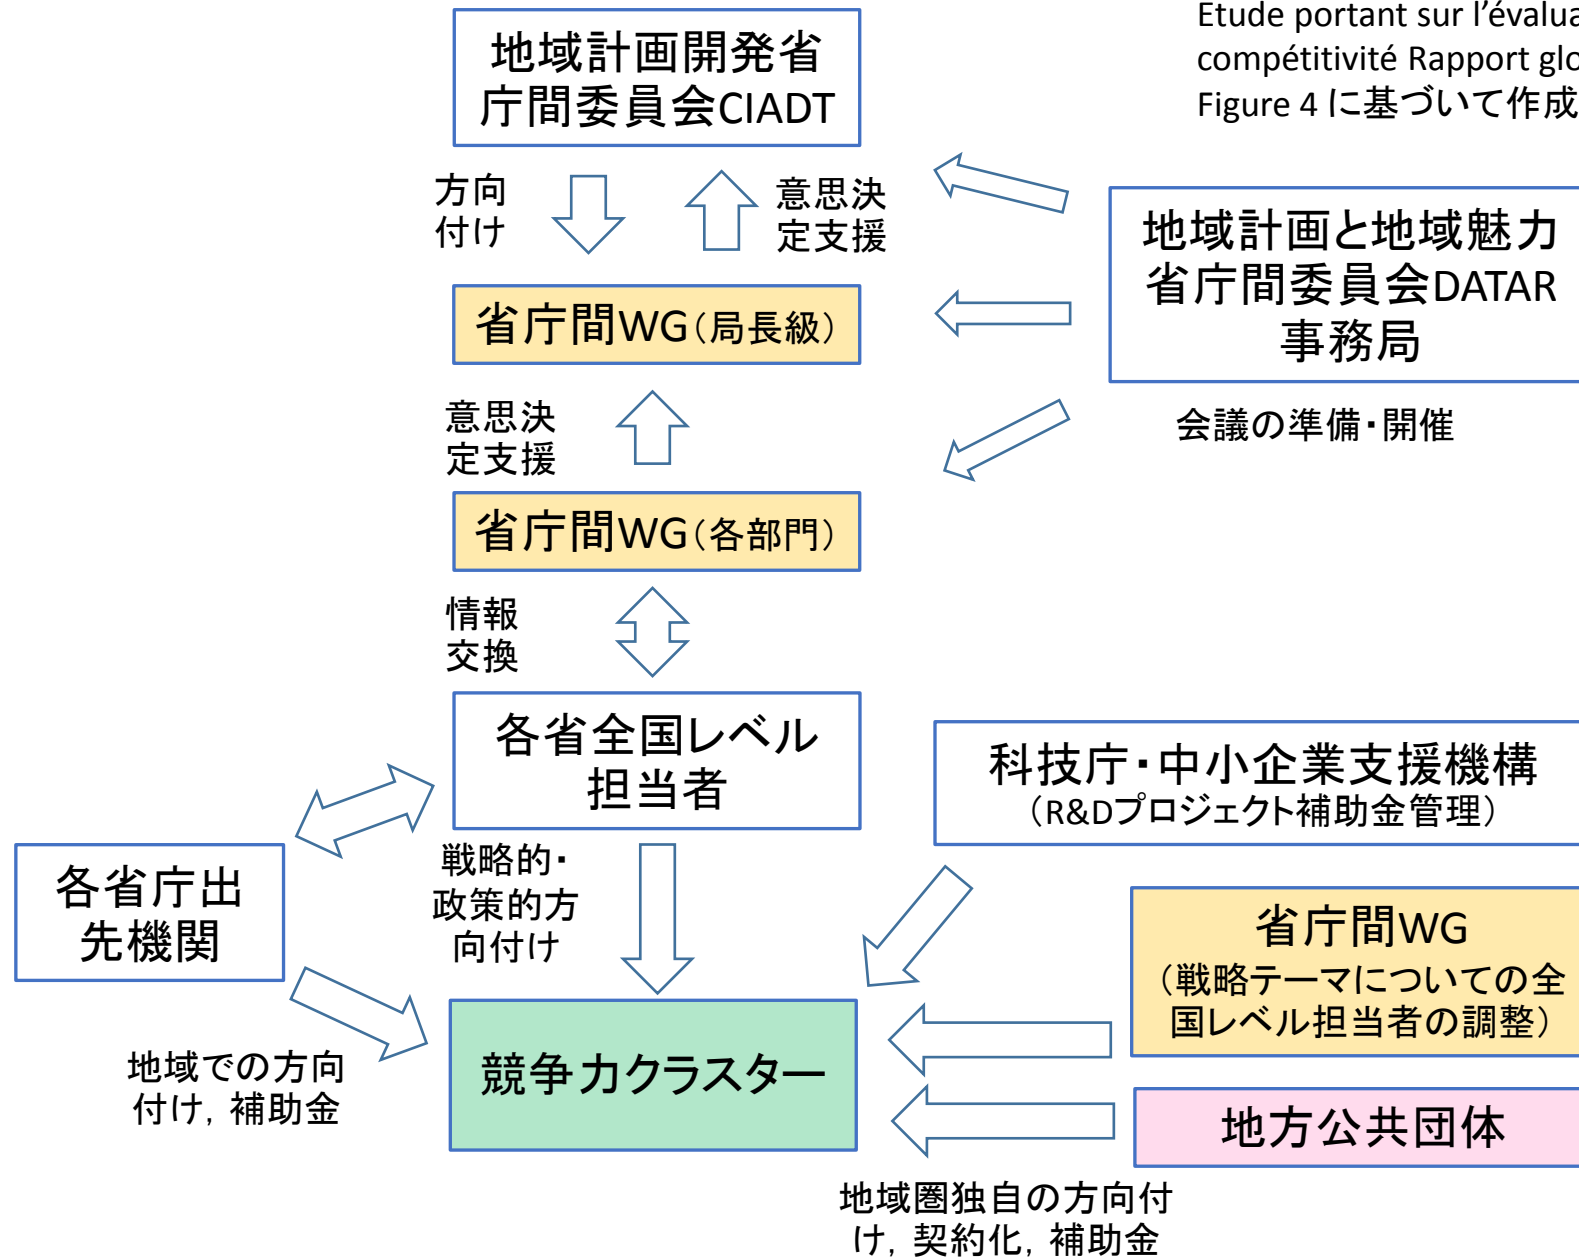 Etude portant sur l'évalua
compétitivité Rapport glo
Figure 4 に基づいて作成
地域計画開発省
庁間委員会CIADT
方向
付け
意思決
定支援
地域計画と地域魅力
省庁間委員会DATAR
事務局
省庁間WG（局長級）
会議の準備・開催
意思決
定支援
省庁間WG（各部門）
情報
交換
各省全国レベル
担当者
科技庁・中小企業支援機構
（R&Dプロジェクト補助金管理）
各省庁出
先機関
戦略的・
政策的方
向付け
省庁間WG
（戦略テーマについての全
国レベル担当者の調整）
地域での方向
付け，補助金
競争力クラスター
地方公共団体
地域圏独自の方向付
け，契約化，補助金